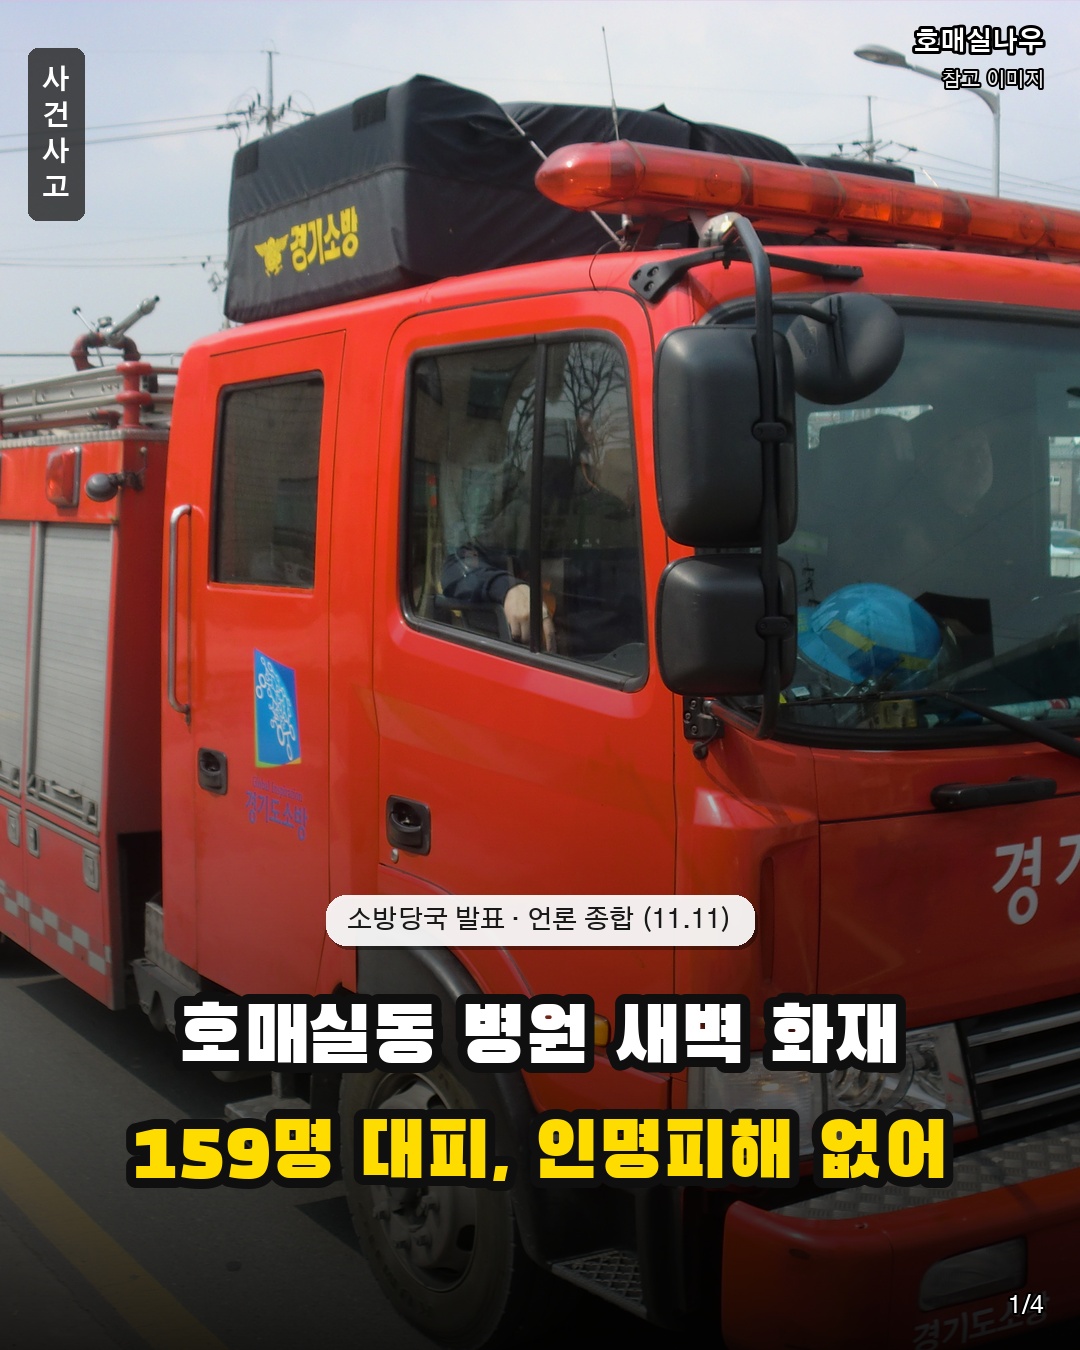 사건사고
호매실나우
참고 이미지
경기소방
경기도소방
경기
소방당국 발표 · 언론 종합 (11.11)
호매실동 병원 새벽 화재
159명 대피, 인명피해 없어
1/4
경기도소방